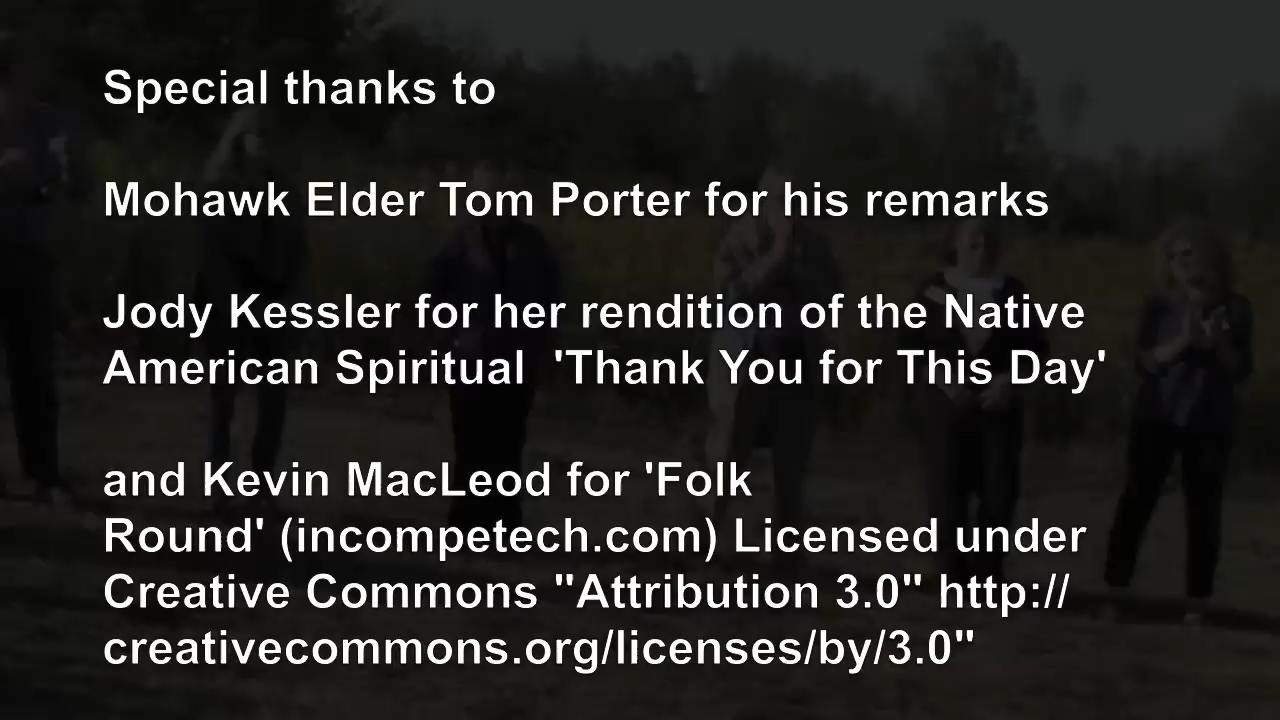 Special thanks to
Mohawk Elder Tom Porter for his remarks
Jody Kessler for her rendition of the Native
American Spiritual  'Thank You for This Day'
and Kevin MacLeod for 'Folk
Round' (incompetech.com) Licensed under
Creative Commons "Attribution 3.0" http://
creativecommons.org/licenses/by/3.0"